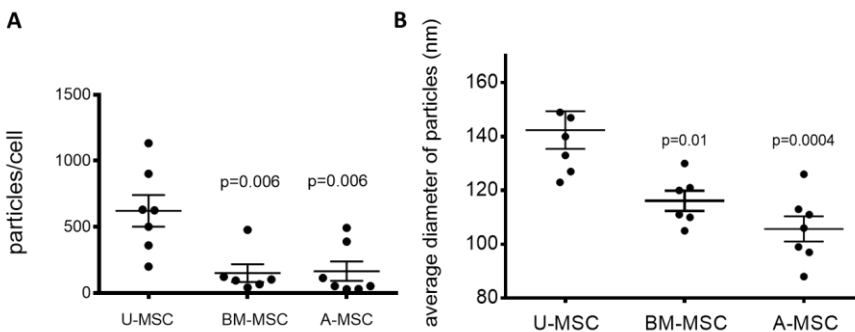 A
particles/cell
1500
1000
500
0
p=0.006
p=0.006
U-MSC
BM-MSC
A-MSC
B
average diameter of particles (nm)
160
140
120
100
80
p=0.01
p=0.0004
U-MSC
BM-MSC
A-MSC